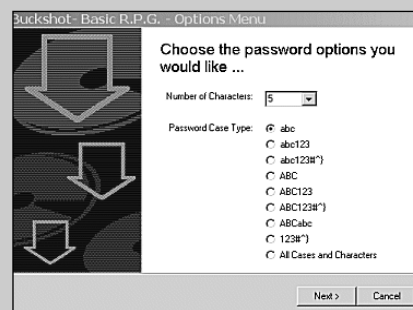 Buckshot- Basic R.P.G. - Options Menu
Choose the password options you
would like ...
Number of Characters: 5
Password Case Type: abc
abc123
abc123#^}
ABC
ABC123
ABC123#^}
ABCabc
123#^}
All Cases and Characters
Next > Cancel